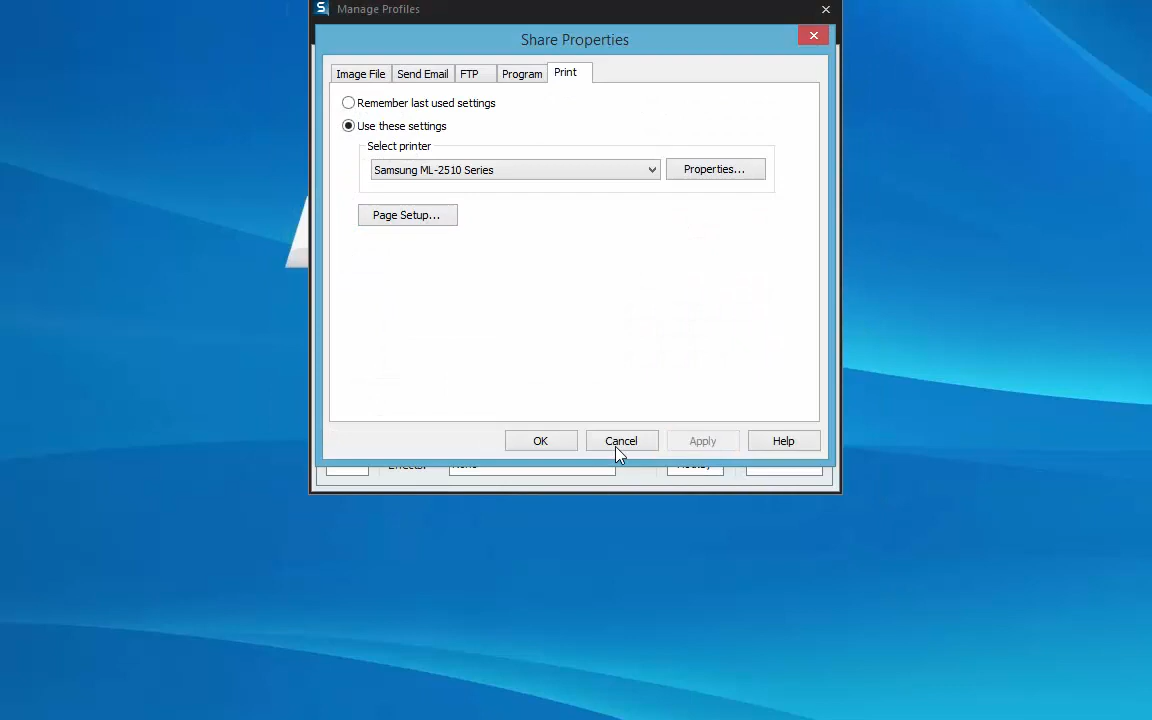 S Manage Profiles
Share Properties
Image File Send Email FTP Program Print
Remember last used settings
Use these settings
Select printer
Samsung ML-2510 Series Properties...
Page Setup...
OK Cancel Apply Help